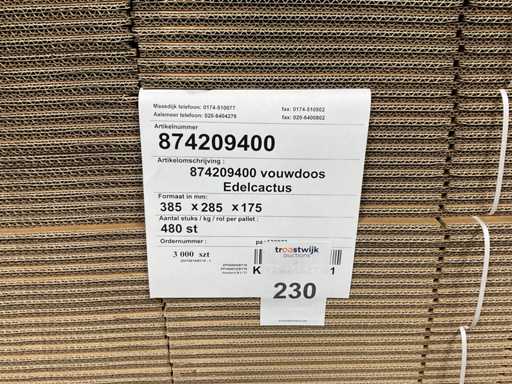 Maasdijk telefoon: 0174-510077 fax: 0174-510502
Aalsmeer telefoon: 020-6404279 fax: 020-6400802
Artikelnummer
874209400
Artikelomschrijving :
874209400 vouwdoos
Edelcactus
Formaat in mm:
385 x 285 x 175
Aantal stuks / kg / rol per pallet :
480 st
Ordernummer :
3 000 szt
troostwijk
auctions
K 1
230